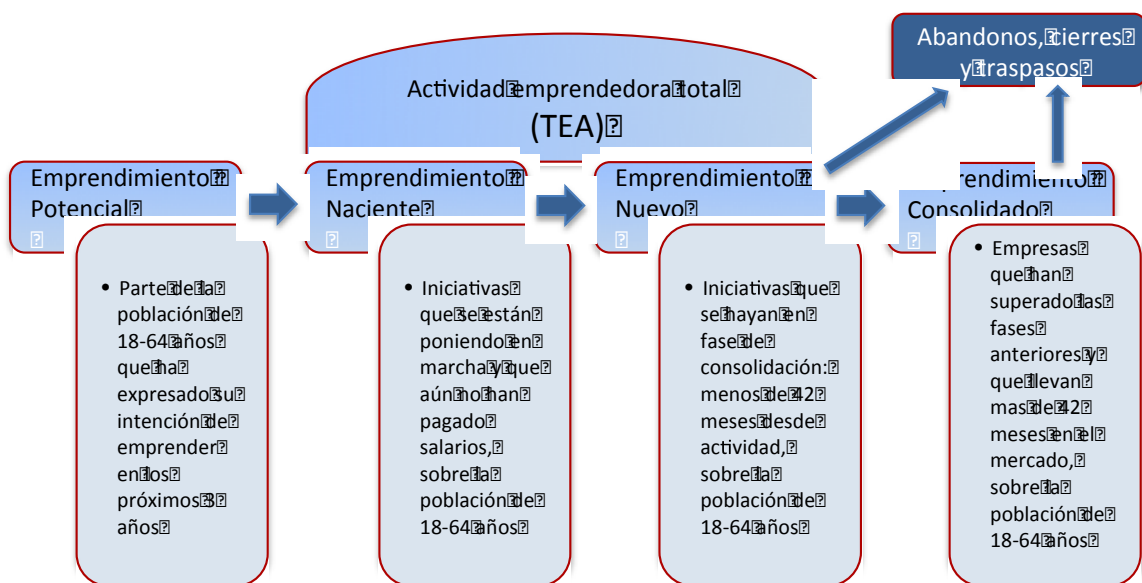 Abandonos, cierres
y traspasos
Actividad emprendedora total
(TEA)
Emprendimiento
Potencial
Emprendimiento
Naciente
Emprendimiento
Nuevo
prendimiento
Consolidado
• Parte de la
población de
18-64 años
que ha
expresado su
intención de
emprender
en los
próximos 3
años
• Iniciativas
que se están
poniendo en
marcha y que
aún no han
pagado
salarios,
sobre la
población de
18-64 años
• Iniciativas que
se hayan en
fase de
consolidación:
menos de 42
meses desde
actividad,
sobre la
población de
18-64 años
• Empresas
que han
superado las
fases
anteriores y
que llevan
mas de 42
meses en el
mercado,
sobre la
población de
18-64 años